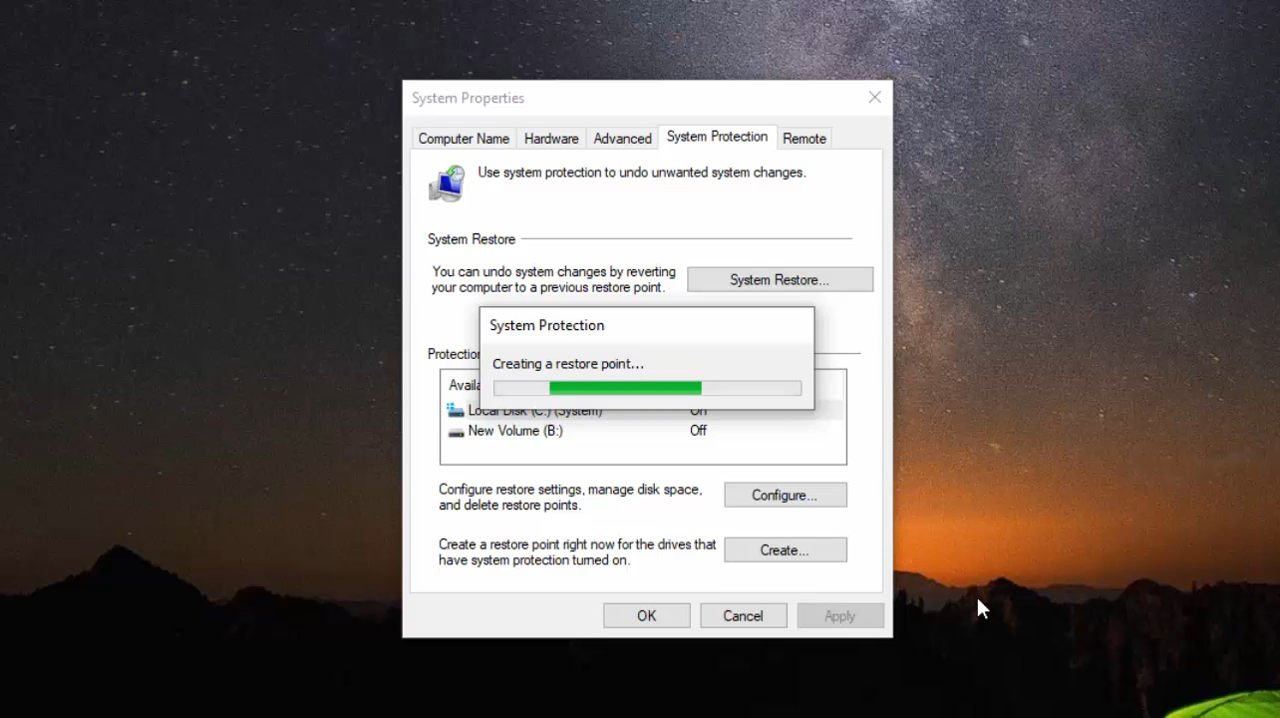 System Properties
Computer Name Hardware Advanced System Protection Remote
Use system protection to undo unwanted system changes.
System Restore
You can undo system changes by reverting
your computer to a previous restore point.
System Restore...
System Protection
Creating a restore point...
Local Disk (C:) (System) On
New Volume (B:) Off
Configure restore settings, manage disk space,
and delete restore points.
Configure...
Create a restore point right now for the drives that
have system protection turned on.
Create...
OK Cancel Apply